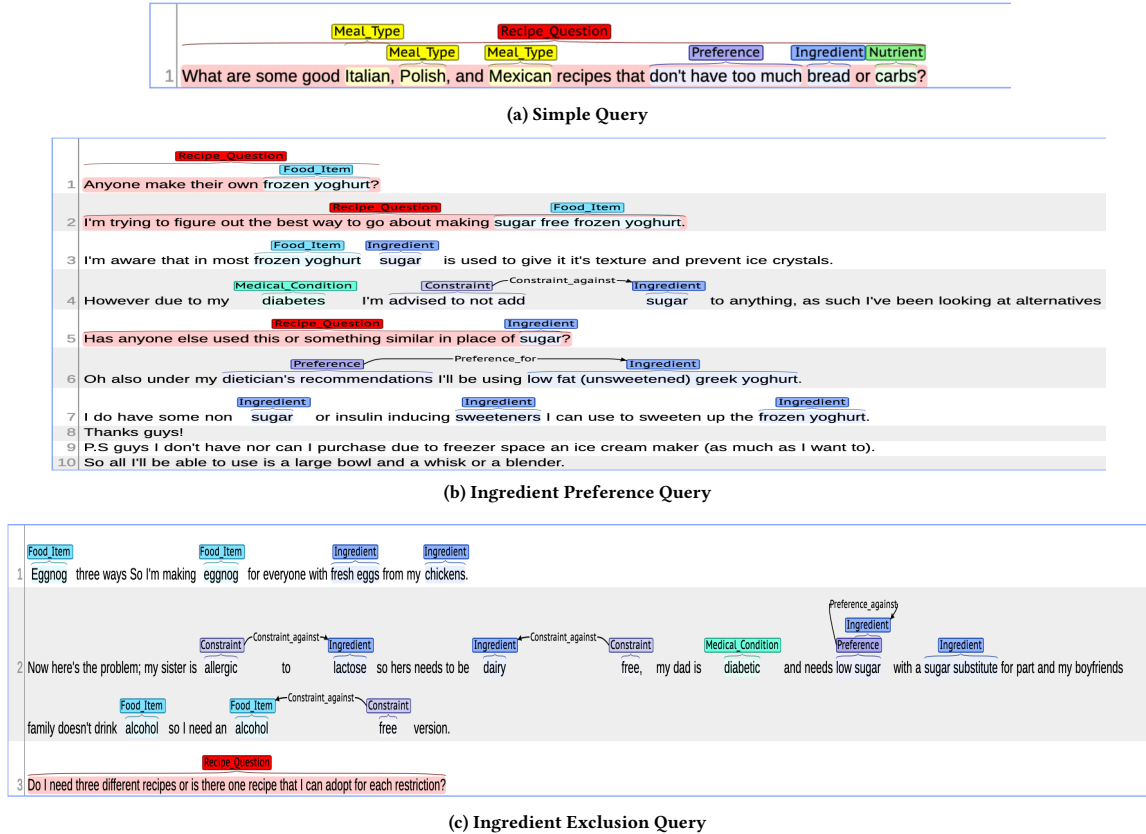 Meal_Type Recipe_Question
Meal_Type Meal_Type Preference Ingredient Nutrient
1 What are some good Italian, Polish, and Mexican recipes that don't have too much bread or carbs?
(a) Simple Query
Recipe_Question
Food_Item
1 Anyone make their own frozen yoghurt?
Recipe_Question Food_Item
2 I'm trying to figure out the best way to go about making sugar free frozen yoghurt.
Food_Item Ingredient
3 I'm aware that in most frozen yoghurt sugar is used to give it it's texture and prevent ice crystals.
Medical_Condition Constraint Constraint_against Ingredient
4 However due to my diabetes I'm advised to not add sugar to anything, as such I've been looking at alternatives
Recipe_Question Ingredient
5 Has anyone else used this or something similar in place of sugar?
Preference Preference_for Ingredient
6 Oh also under my dietician's recommendations I'll be using low fat (unsweetened) greek yoghurt.
Ingredient Ingredient Ingredient
7 I do have some non sugar or insulin inducing sweeteners I can use to sweeten up the frozen yoghurt.
8 Thanks guys!
9 P.S guys I don't have nor can I purchase due to freezer space an ice cream maker (as much as I want to).
10 So all I'll be able to use is a large bowl and a whisk or a blender.
(b) Ingredient Preference Query
Food_Item Food_Item Ingredient Ingredient
1 Eggnog three ways So I'm making eggnog for everyone with fresh eggs from my chickens.
Preference_against
Ingredient
Constraint Constraint_against Ingredient Ingredient Constraint_against Constraint Medical_Condition Preference Ingredient
2 Now here's the problem; my sister is allergic to lactose so hers needs to be dairy free, my dad is diabetic and needs low sugar with a sugar substitute for part and my boyfriends
Food_Item Food_Item Constraint_against Constraint
family doesn't drink alcohol so I need an alcohol free version.
Recipe_Question
3 Do I need three different recipes or is there one recipe that I can adopt for each restriction?
(c) Ingredient Exclusion Query